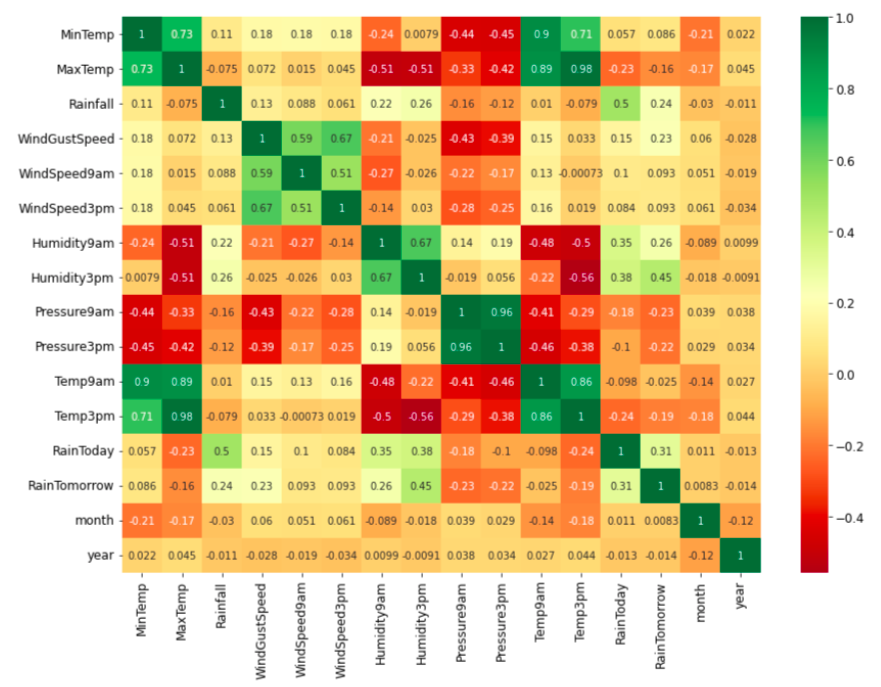 MinTemp 1 0.73 0.11 0.18 0.18 0.18 -0.24 0.0079 -0.44 -0.45 0.9 0.71 0.057 0.086 -0.21 0.022
MaxTemp 0.73 1 -0.075 0.072 0.015 0.045 -0.51 -0.51 -0.33 -0.42 0.89 0.98 -0.23 -0.16 -0.17 0.045
Rainfall 0.11 -0.075 1 0.13 0.088 0.061 0.22 0.26 -0.16 -0.12 0.01 -0.079 0.5 0.24 -0.03 -0.011
WindGustSpeed 0.18 0.072 0.13 1 0.59 0.67 -0.21 -0.025 -0.43 -0.39 0.15 0.033 0.15 0.23 0.06 -0.028
WindSpeed9am 0.18 0.015 0.088 0.59 1 0.51 -0.27 -0.026 -0.22 -0.17 0.13 -0.00073 0.1 0.093 0.051 -0.019
WindSpeed3pm 0.18 0.045 0.061 0.67 0.51 1 -0.14 0.03 -0.28 -0.25 0.16 0.019 0.084 0.093 0.061 -0.034
Humidity9am -0.24 -0.51 0.22 -0.21 -0.27 -0.14 1 0.67 0.14 0.19 -0.48 -0.5 0.35 0.26 -0.089 0.0099
Humidity3pm 0.0079 -0.51 0.26 -0.025 -0.026 0.03 0.67 1 -0.019 0.056 -0.22 -0.56 0.38 0.45 -0.018 -0.0091
Pressure9am -0.44 -0.33 -0.16 -0.43 -0.22 -0.28 0.14 -0.019 1 0.96 -0.41 -0.29 -0.18 -0.23 0.039 0.038
Pressure3pm -0.45 -0.42 -0.12 -0.39 -0.17 -0.25 0.19 0.056 0.96 1 -0.46 -0.38 -0.1 -0.22 0.029 0.034
Temp9am 0.9 0.89 0.01 0.15 0.13 0.16 -0.48 -0.22 -0.41 -0.46 1 0.86 -0.098 -0.025 -0.14 0.027
Temp3pm 0.71 0.98 -0.079 0.033 -0.00073 0.019 -0.5 -0.56 -0.29 -0.38 0.86 1 -0.24 -0.19 -0.18 0.044
RainToday 0.057 -0.23 0.5 0.15 0.1 0.084 0.35 0.38 -0.18 -0.1 -0.098 -0.24 1 0.31 0.011 -0.013
RainTomorrow 0.086 -0.16 0.24 0.23 0.093 0.093 0.26 0.45 -0.23 -0.22 -0.025 -0.19 0.31 1 0.0083 -0.014
month -0.21 -0.17 -0.03 0.06 0.051 0.061 -0.089 -0.018 0.039 0.029 -0.14 -0.18 0.011 0.0083 1 -0.12
year 0.022 0.045 -0.011 -0.028 -0.019 -0.034 0.0099 -0.0091 0.038 0.034 0.027 0.044 -0.013 -0.014 -0.12 1
MinTemp
MaxTemp
Rainfall
WindGustSpeed
WindSpeed9am
WindSpeed3pm
Humidity9am
Humidity3pm
Pressure9am
Pressure3pm
Temp9am
Temp3pm
RainToday
RainTomorrow
month
year
1.0
0.8
0.6
0.4
0.2
0.0
−0.2
−0.4